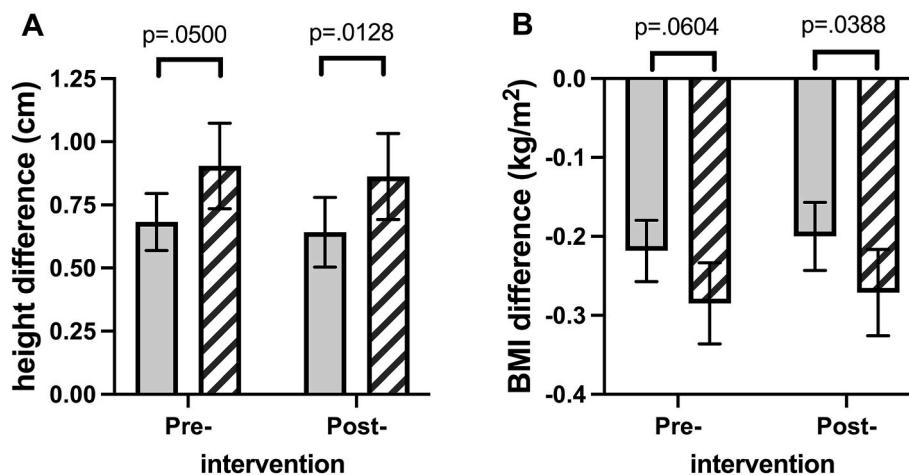 A
p=.0500
p=.0128
height difference (cm)
1.25
1.00
0.75
0.50
0.25
0.00
Pre-
Post-
intervention
B
p=.0604
p=.0388
BMI difference (kg/m²)
0.0
-0.1
-0.2
-0.3
-0.4
Pre-
Post-
intervention